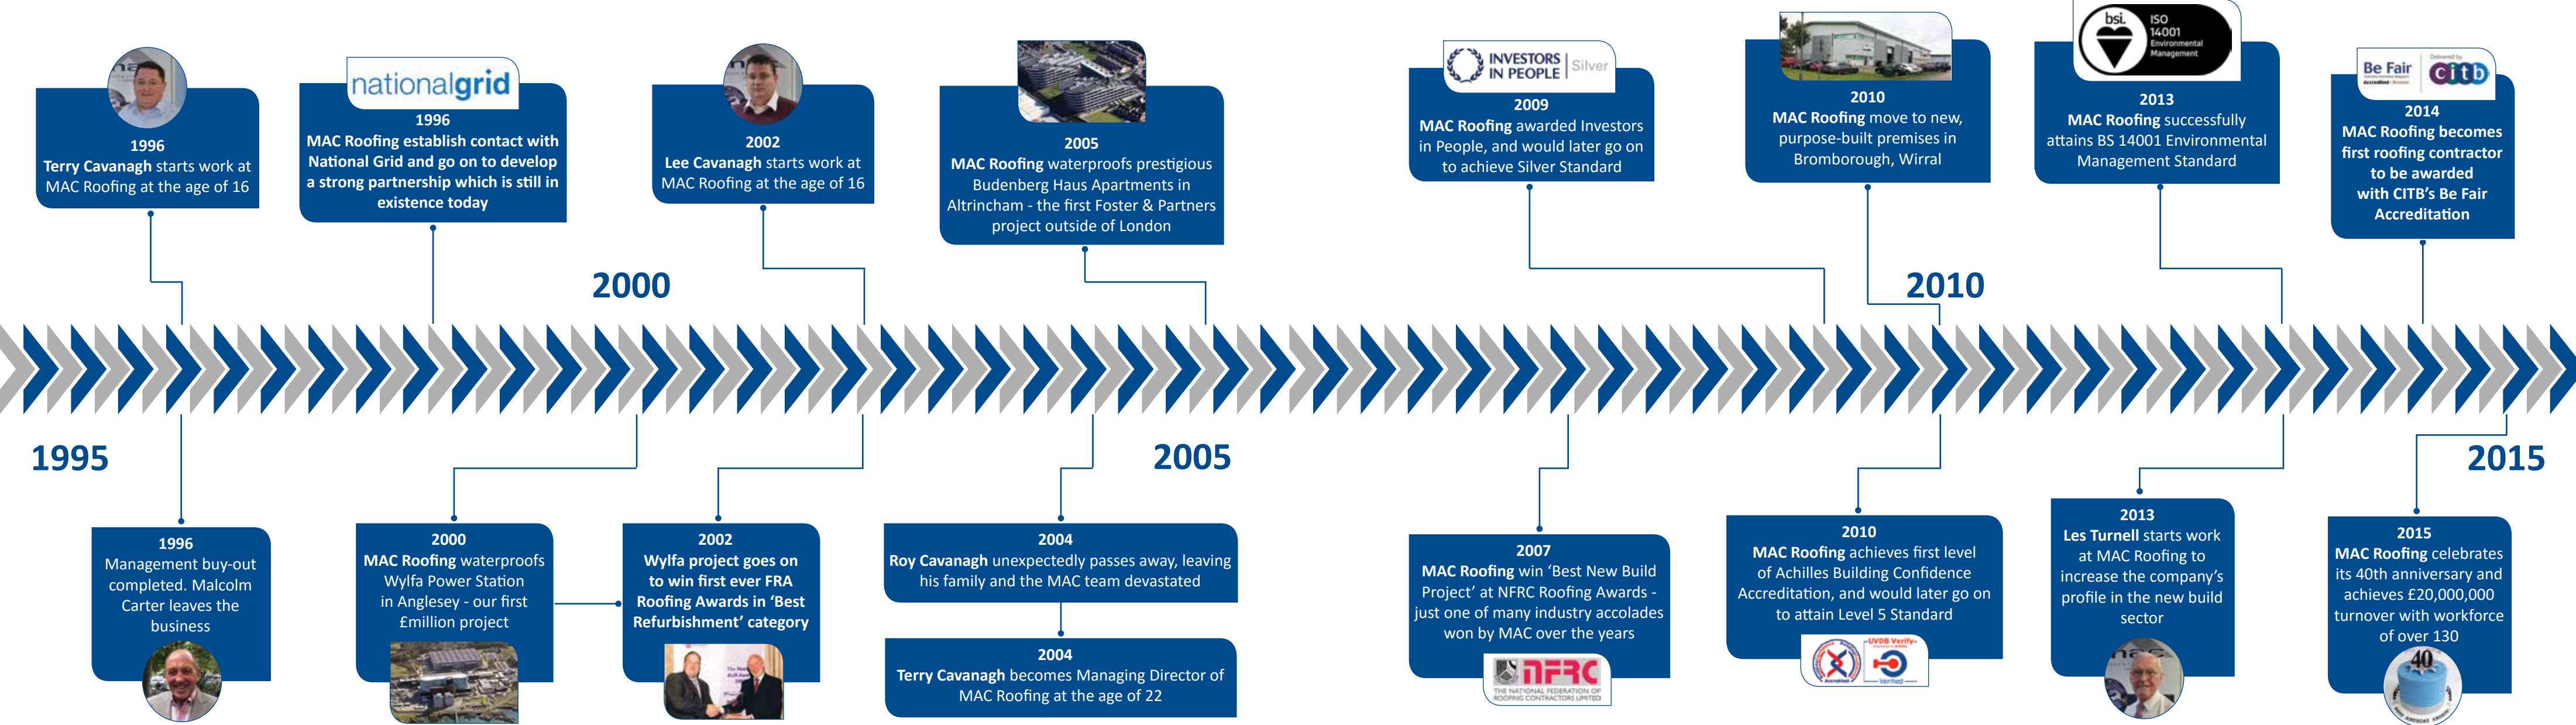 1996
Terry Cavanagh starts work at
MAC Roofing at the age of 16
nationalgrid
1996
MAC Roofing establish contact with
National Grid and go on to develop
a strong partnership which is still in
existence today
2002
Lee Cavanagh starts work at
MAC Roofing at the age of 16
2005
MAC Roofing waterproofs prestigious
Budenberg Haus Apartments in
Altrincham - the first Foster & Partners
project outside of London
INVESTORS
IN PEOPLE Silver
2009
MAC Roofing awarded Investors
in People, and would later go on
to achieve Silver Standard
2010
MAC Roofing move to new,
purpose-built premises in
Bromborough, Wirral
bsi.
ISO
14001
Environmental
Management
2013
MAC Roofing successfully
attains BS 14001 Environmental
Management Standard
Be Fair
Delivered by
citb
2014
MAC Roofing becomes
first roofing contractor
to be awarded
with CITB's Be Fair
Accreditation
2000
2010
1995
2005
2015
1996
Management buy-out
completed. Malcolm
Carter leaves the
business
2000
MAC Roofing waterproofs
Wylfa Power Station
in Anglesey - our first
£million project
2002
Wylfa project goes on
to win first ever FRA
Roofing Awards in ‘Best
Refurbishment’ category
2004
Roy Cavanagh unexpectedly passes away, leaving
his family and the MAC team devastated
2004
Terry Cavanagh becomes Managing Director of
MAC Roofing at the age of 22
2007
MAC Roofing win ‘Best New Build
Project’ at NFRC Roofing Awards -
just one of many industry accolades
won by MAC over the years
NFRC
THE NATIONAL FEDERATION OF
ROOFING CONTRACTORS LIMITED
2010
MAC Roofing achieves first level
of Achilles Building Confidence
Accreditation, and would later go on
to attain Level 5 Standard
Accredited
UVDB Verify
Verified
2013
Les Turnell starts work
at MAC Roofing to
increase the company's
profile in the new build
sector
2015
MAC Roofing celebrates
its 40th anniversary and
achieves £20,000,000
turnover with workforce
of over 130
40